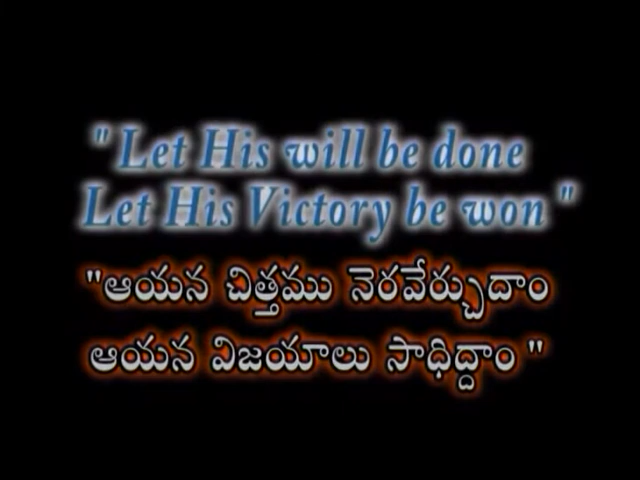 " Let His will be done
Let His Victory be won "
"ఆయన చిత్తము నెరవేర్చుదాం
ఆయన విజయాలు సాధిద్దాం "